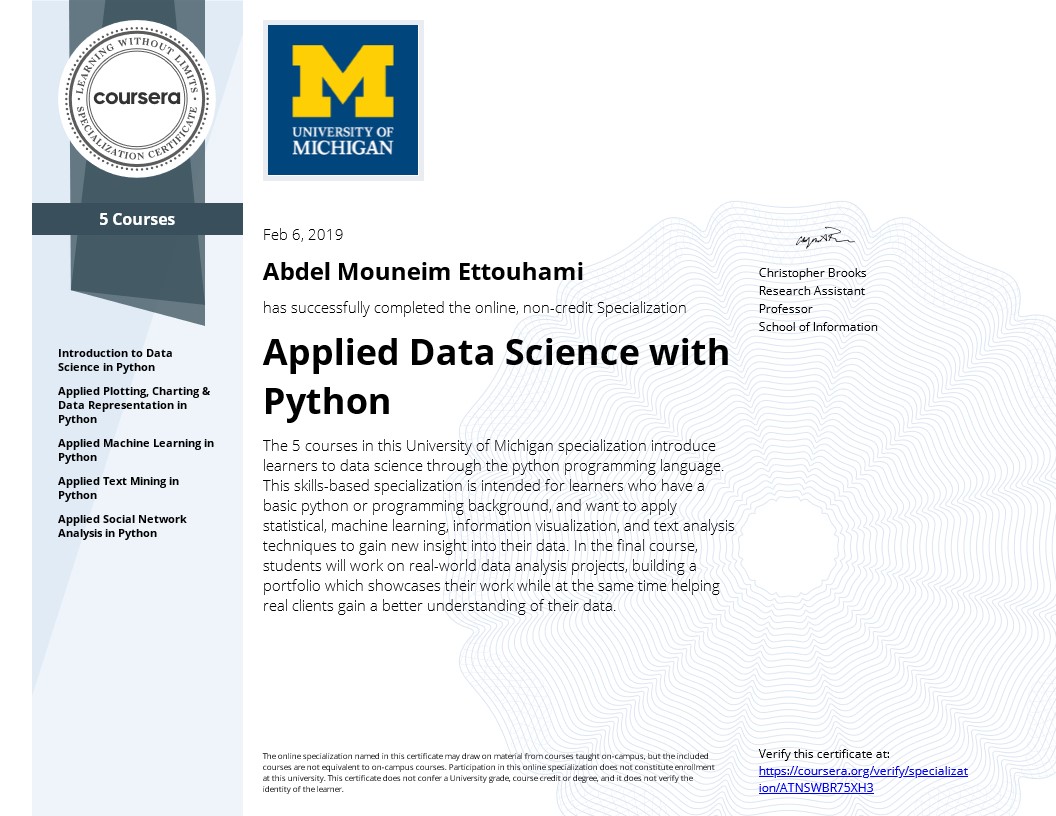 LEARNING WITHOUT LIMITS
coursera
SPECIALIZATION CERTIFICATE
5 Courses
Introduction to Data
Science in Python
Applied Plotting, Charting &
Data Representation in
Python
Applied Machine Learning in
Python
Applied Text Mining in
Python
Applied Social Network
Analysis in Python
M
UNIVERSITY OF
MICHIGAN
Feb 6, 2019
Abdel Mouneim Ettouhami
has successfully completed the online, non-credit Specialization
Applied Data Science with
Python
The 5 courses in this University of Michigan specialization introduce
learners to data science through the python programming language.
This skills-based specialization is intended for learners who have a
basic python or programming background, and want to apply
statistical, machine learning, information visualization, and text analysis
techniques to gain new insight into their data. In the final course,
students will work on real-world data analysis projects, building a
portfolio which showcases their work while at the same time helping
real clients gain a better understanding of their data.
Christopher Brooks
Research Assistant
Professor
School of Information
The online specialization named in this certificate may draw on material from courses taught on-campus, but the included
courses are not equivalent to on-campus courses. Participation in this online specialization does not constitute enrollment
at this university. This certificate does not confer a University grade, course credit or degree, and it does not verify the
identity of the learner.
Verify this certificate at:
https://coursera.org/verify/specializat
ion/ATNSWBR75XH3